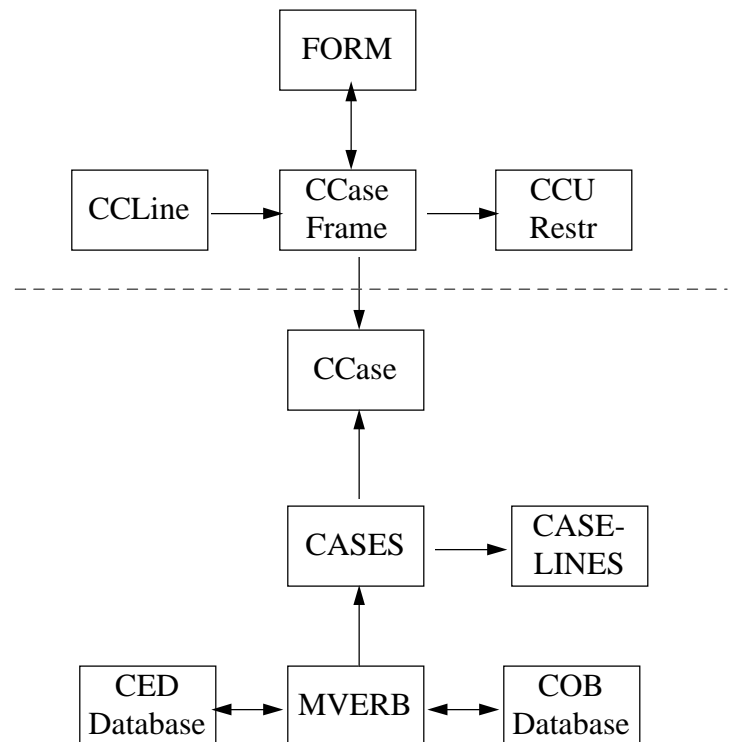 FORM
CCLine
CCase
Frame
CCU
Restr
CCase
CASES
CASE-
LINES
CED
Database
MVERB
COB
Database